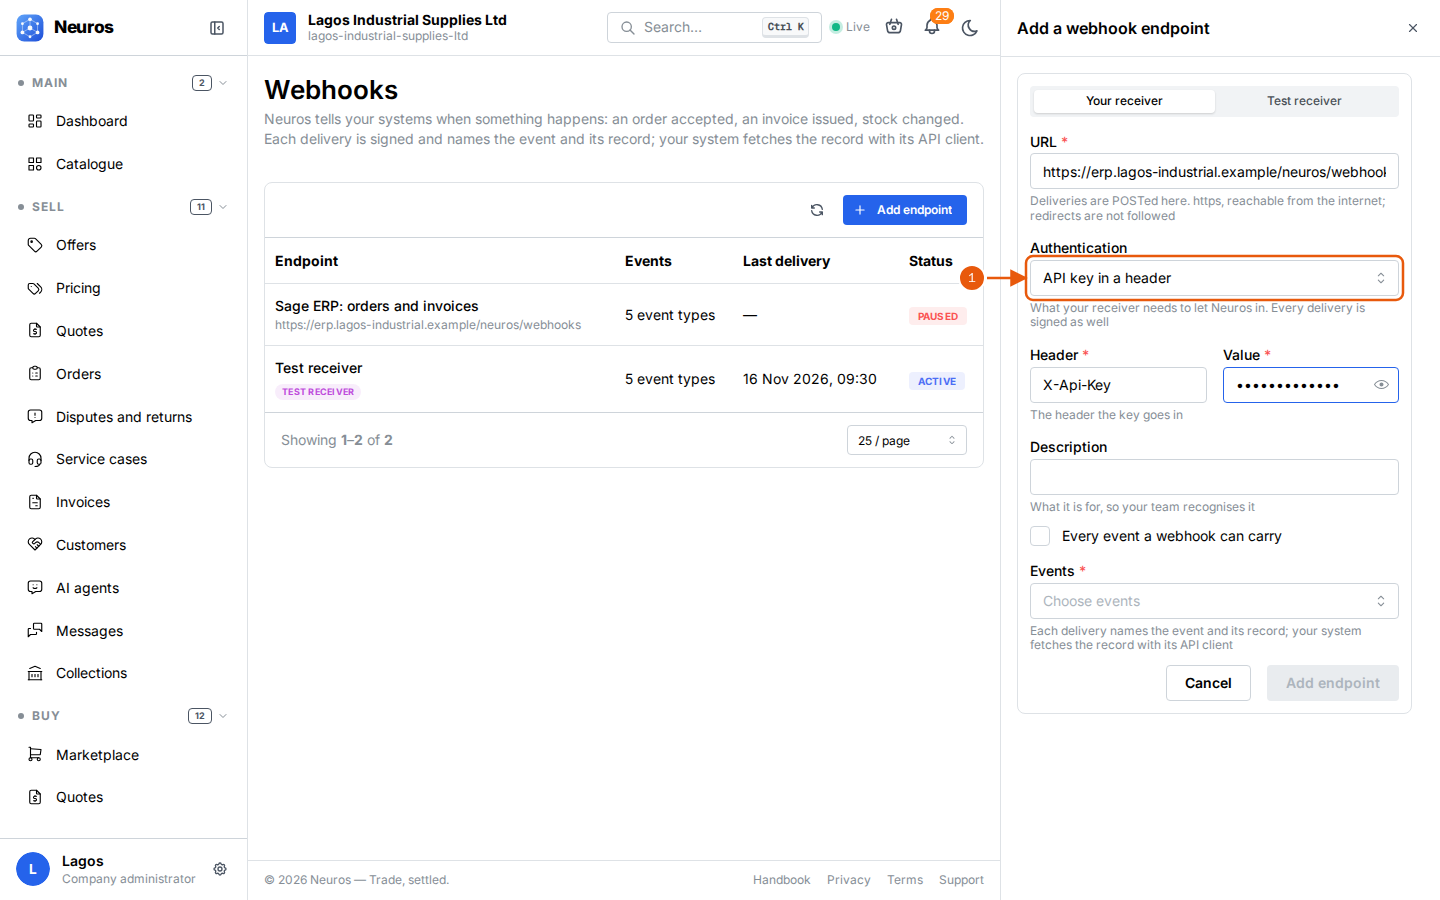 Neuros
MAIN
2
Dashboard
Catalogue
SELL
11
Offers
Pricing
Quotes
Orders
Disputes and returns
Service cases
Invoices
Customers
AI agents
Messages
Collections
BUY
12
Marketplace
Quotes
L
Lagos
Company administrator
LA
Lagos Industrial Supplies Ltd
lagos-industrial-supplies-ltd
Search...
Ctrl K
Live
29
Webhooks
Neuros tells your systems when something happens: an order accepted, an invoice issued, stock changed.
Each delivery is signed and names the event and its record; your system fetches the record with its API client.
Add endpoint
Endpoint Events Last delivery Status
Sage ERP: orders and invoices
https://erp.lagos-industrial.example/neuros/webhooks
5 event types
—
PAUSED
Test receiver
TEST RECEIVER
5 event types
16 Nov 2026, 09:30
ACTIVE
Showing 1–2 of 2
25 / page
© 2026 Neuros — Trade, settled.
Handbook Privacy Terms Support
Add a webhook endpoint
Your receiver Test receiver
URL *
https://erp.lagos-industrial.example/neuros/webhook
Deliveries are POSTed here. https, reachable from the internet;
redirects are not followed
Authentication
1
API key in a header
What your receiver needs to let Neuros in. Every delivery is
signed as well
Header * Value *
X-Api-Key •••••••••••••
The header the key goes in
Description
What it is for, so your team recognises it
Every event a webhook can carry
Events *
Choose events
Each delivery names the event and its record; your system
fetches the record with its API client
Cancel Add endpoint